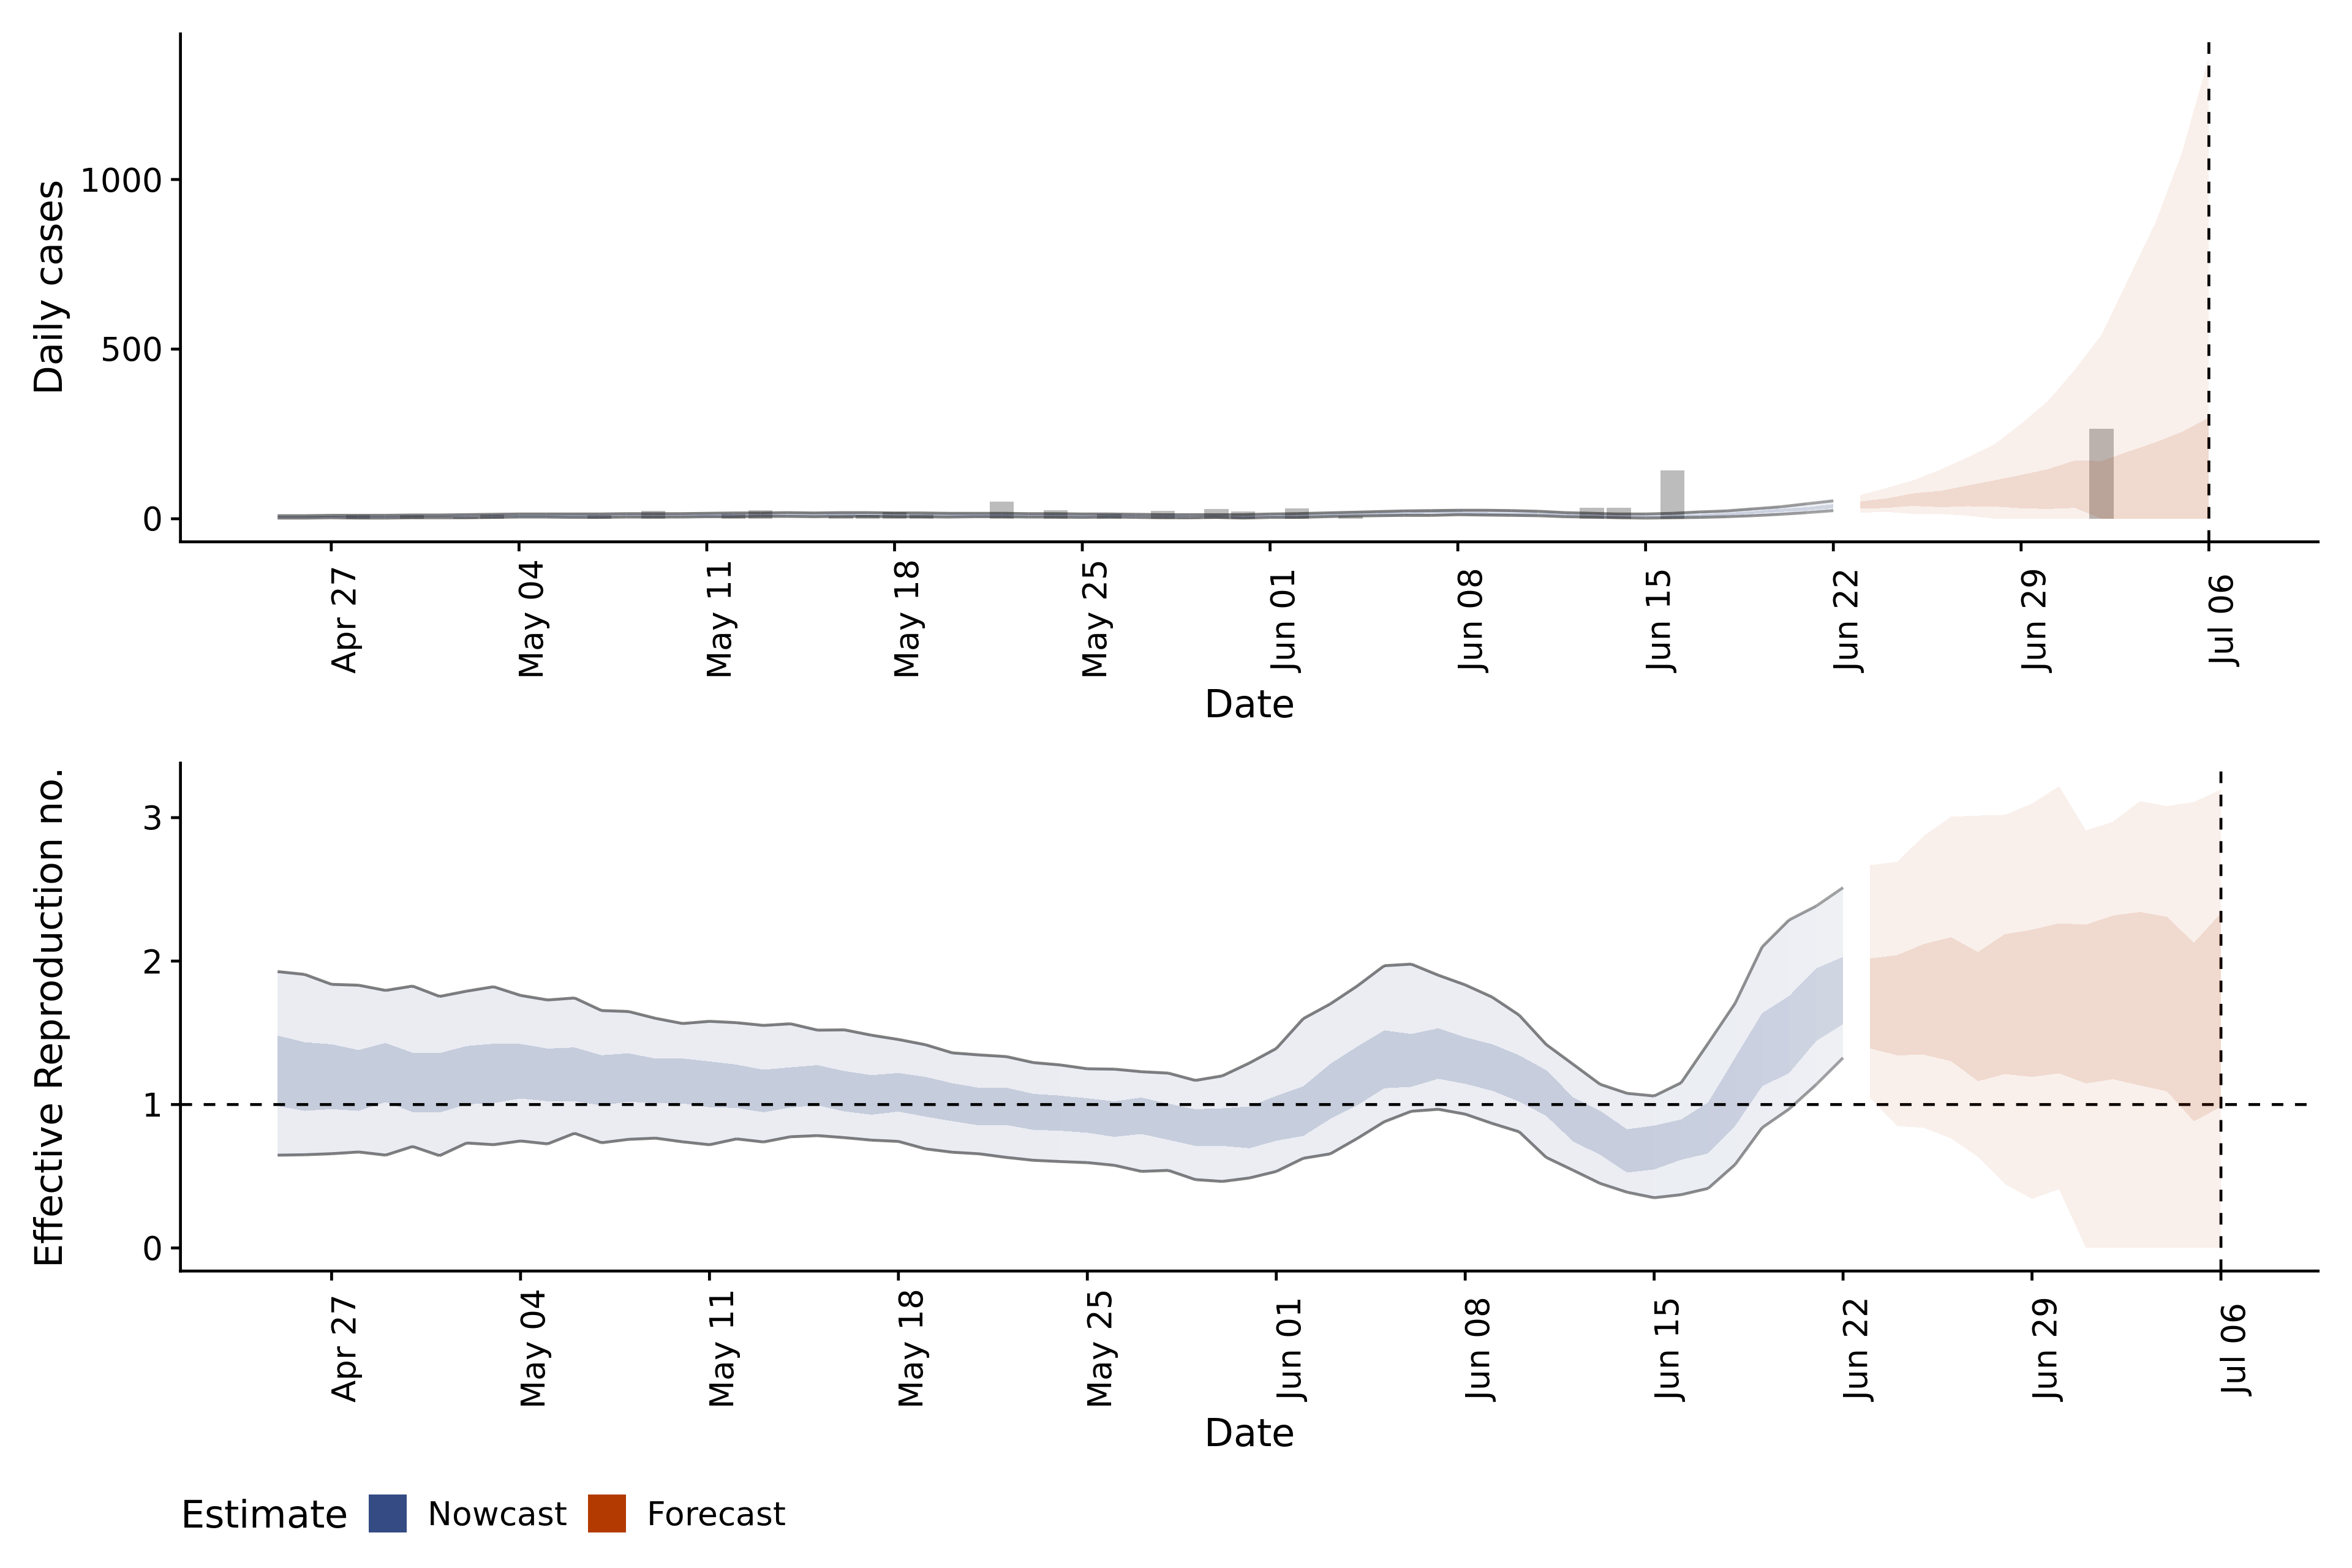 Daily cases
1000
500
0
Apr 27
May 04
May 11
May 18
May 25
Jun 01
Jun 08
Jun 15
Jun 22
Jun 29
Jul 06
Date
Effective Reproduction no.
3
2
1
0
Apr 27
May 04
May 11
May 18
May 25
Jun 01
Jun 08
Jun 15
Jun 22
Jun 29
Jul 06
Date
Estimate Nowcast Forecast